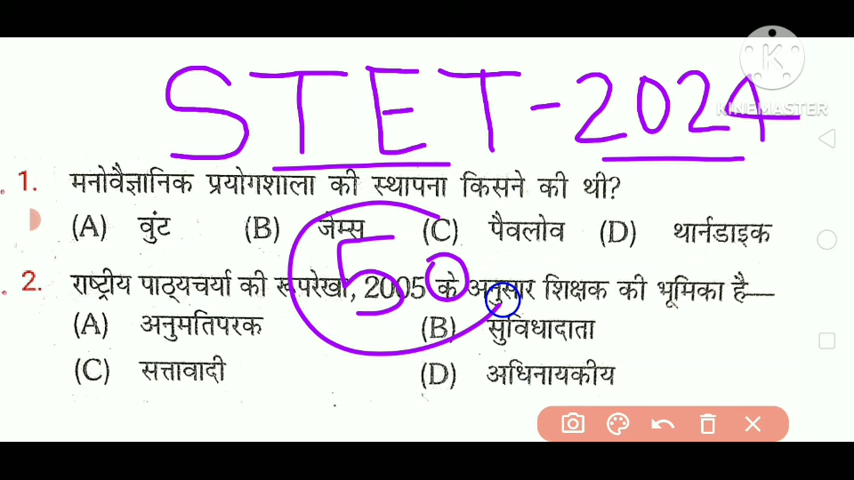 STET-2024
KINEMASTER
1. मनोवैज्ञानिक प्रयोगशाला की स्थापना किसने की थी?
(A) वुंट (B) जेम्स (C) पैवलोव (D) थार्नडाइक
50
2. राष्ट्रीय पाठ्यचर्या की रूपरेखा, 2005 के अनुसार शिक्षक की भूमिका है—
(A) अनुमतिपरक (B) सुविधादाता
(C) सत्तावादी (D) अधिनायकीय